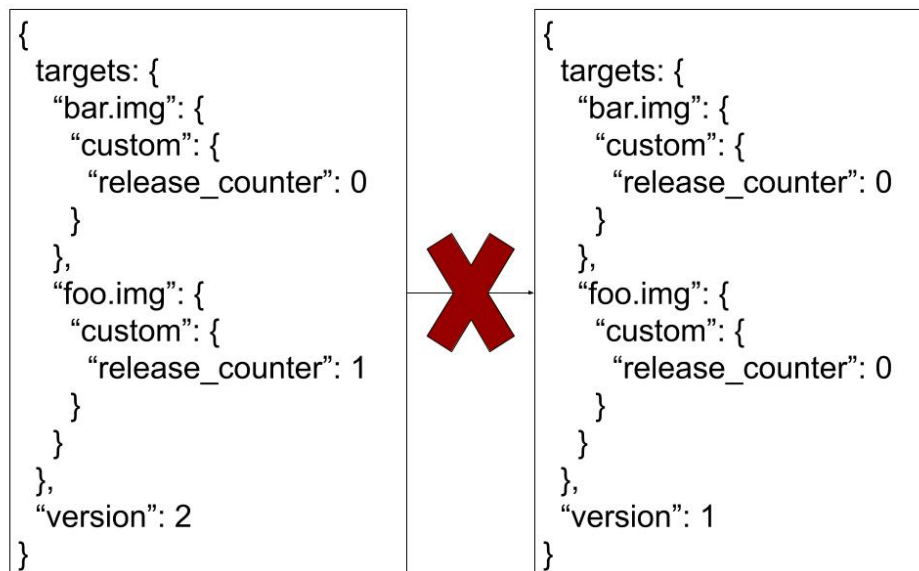 {
targets: {
“bar.img”: {
“custom”: {
“release_counter”: 0
}
},
“foo.img”: {
“custom”: {
“release_counter”: 1
}
}
},
“version”: 2
}
{
targets: {
“bar.img”: {
“custom”: {
“release_counter”: 0
}
},
“foo.img”: {
“custom”: {
“release_counter”: 0
}
}
},
“version”: 1
}